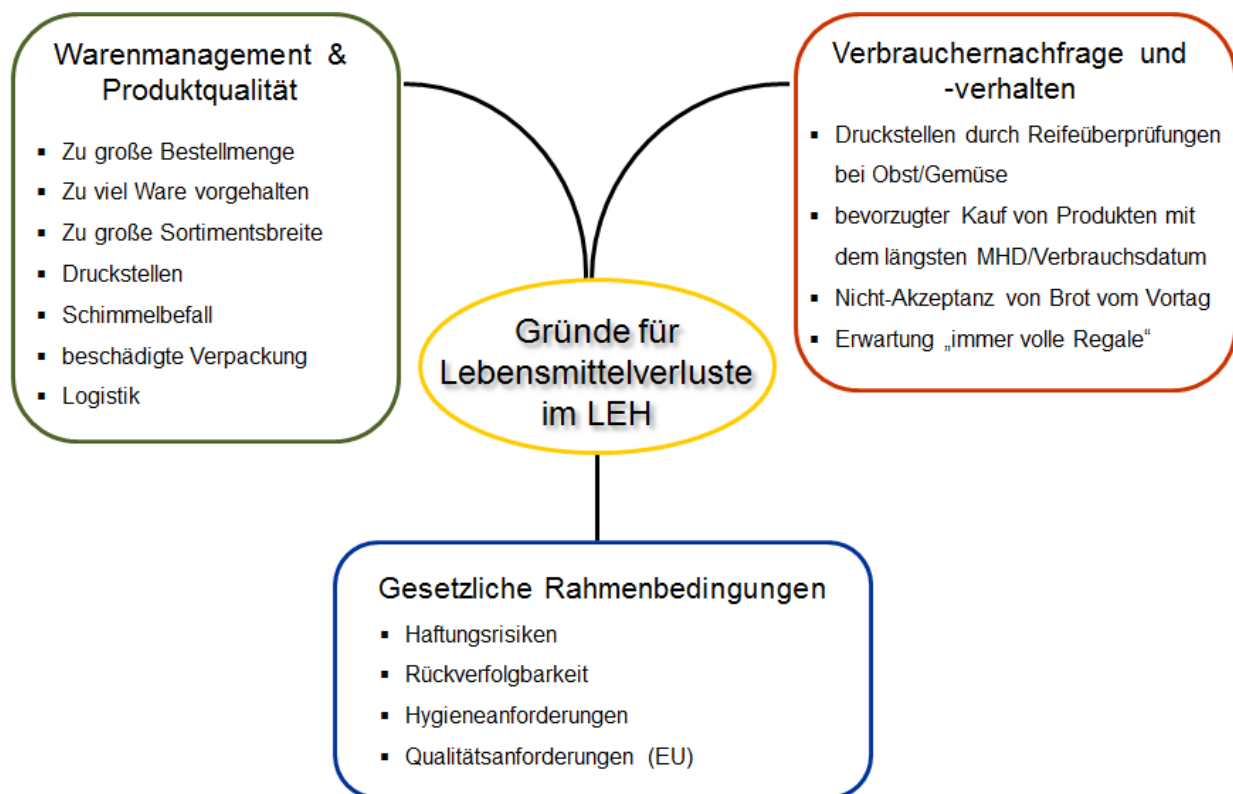 Warenmanagement &
Produktqualität
▪ Zu große Bestellmenge
▪ Zu viel Ware vorgehalten
▪ Zu große Sortimentsbreite
▪ Druckstellen
▪ Schimmelbefall
▪ beschädigte Verpackung
▪ Logistik
Verbrauchernachfrage und
-verhalten
▪ Druckstellen durch Reifeüberprüfungen
bei Obst/Gemüse
▪ bevorzugter Kauf von Produkten mit
dem längsten MHD/Verbrauchsdatum
▪ Nicht-Akzeptanz von Brot vom Vortag
▪ Erwartung „immer volle Regale“
Gründe für
Lebensmittelverluste
im LEH
Gesetzliche Rahmenbedingungen
▪ Haftungsrisiken
▪ Rückverfolgbarkeit
▪ Hygieneanforderungen
▪ Qualitätsanforderungen (EU)